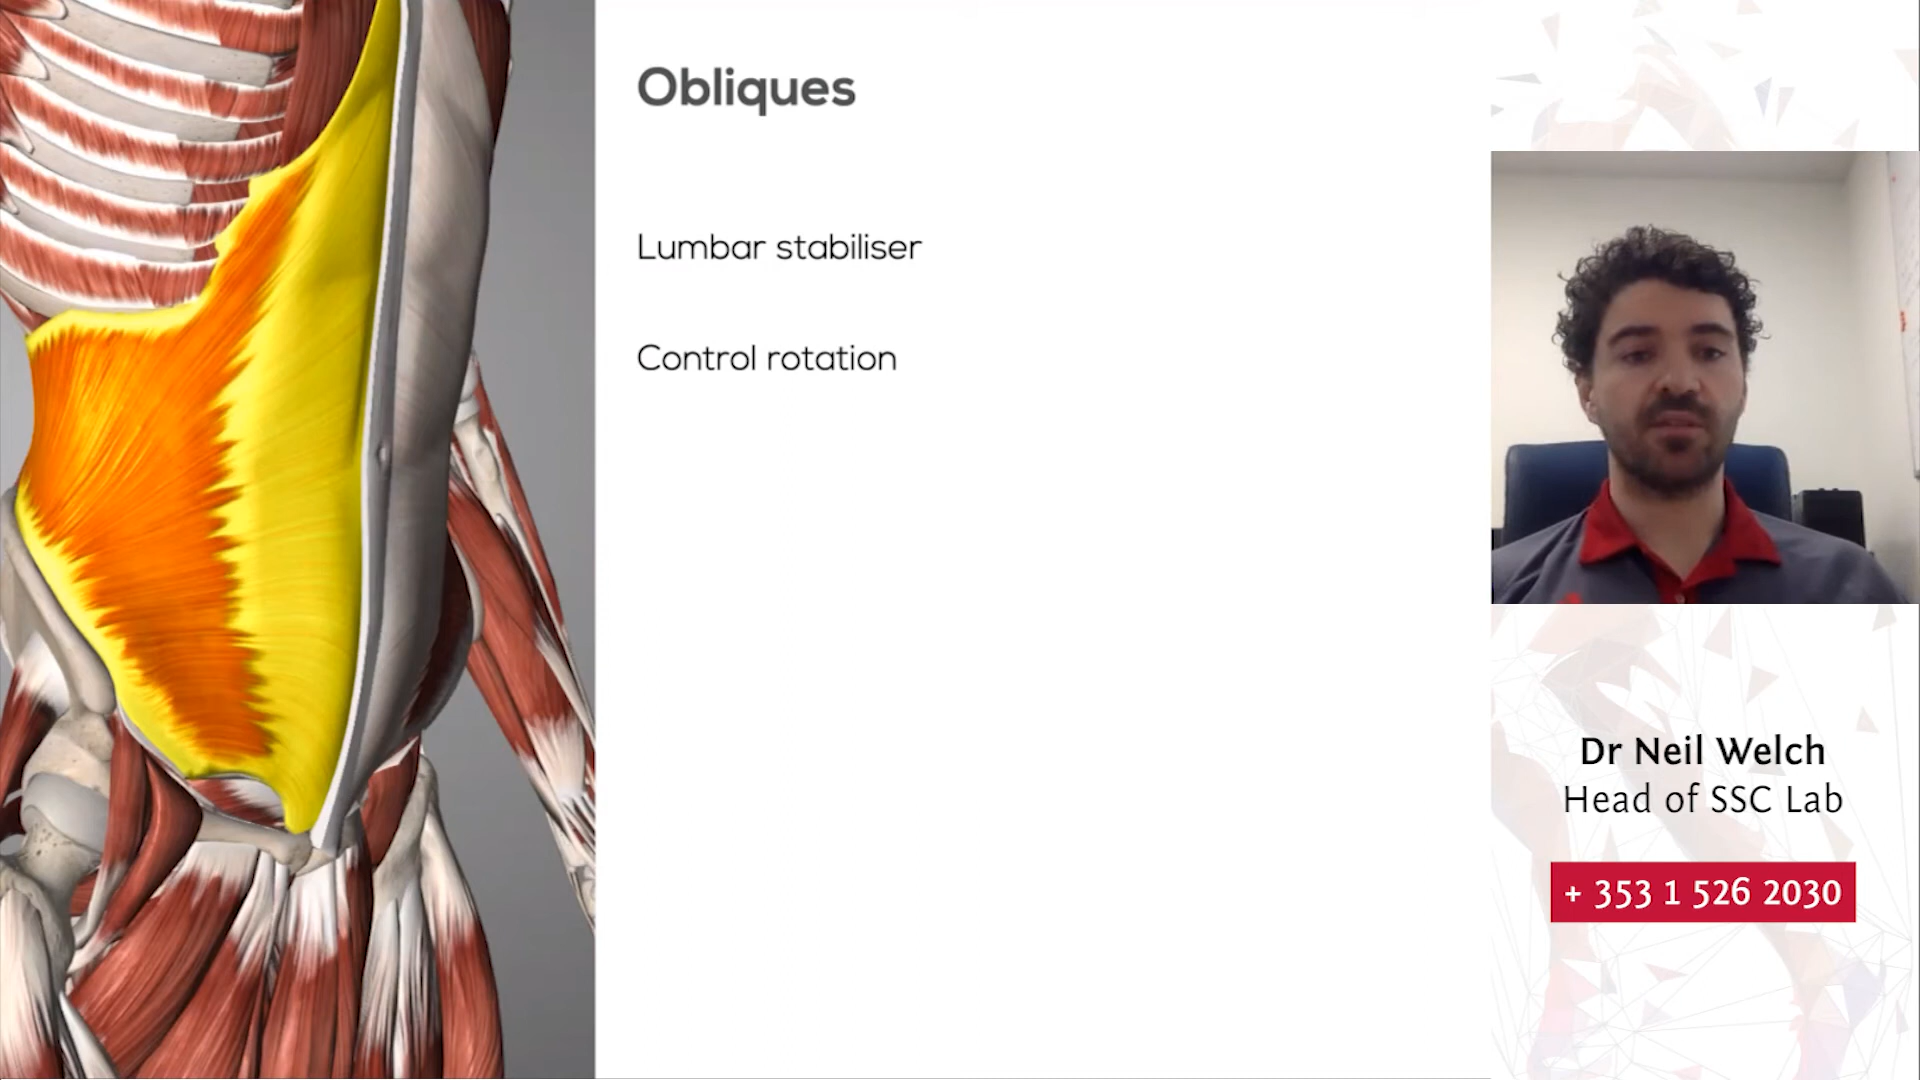 Obliques
Lumbar stabiliser
Control rotation
Dr Neil Welch
Head of SSC Lab
+ 353 1 526 2030